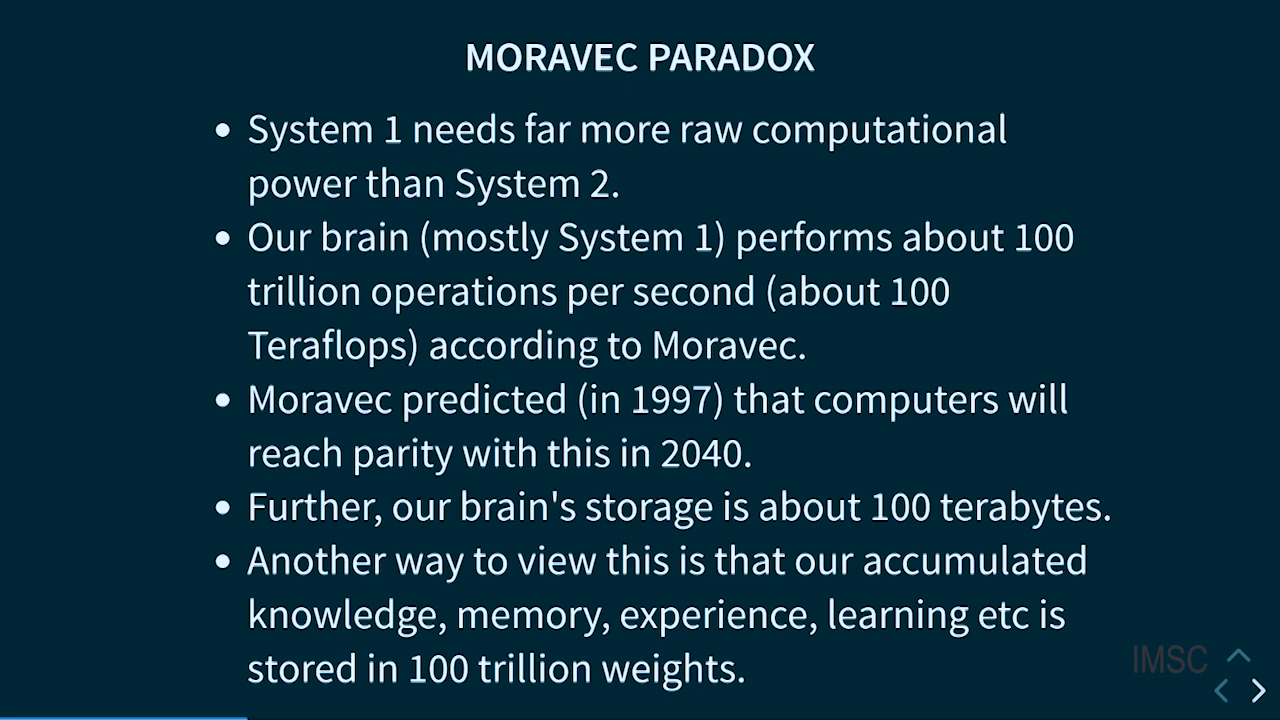 MORAVEC PARADOX
• System 1 needs far more raw computational
power than System 2.
• Our brain (mostly System 1) performs about 100
trillion operations per second (about 100
Teraflops) according to Moravec.
• Moravec predicted (in 1997) that computers will
reach parity with this in 2040.
• Further, our brain's storage is about 100 terabytes.
• Another way to view this is that our accumulated
knowledge, memory, experience, learning etc is
stored in 100 trillion weights.
IMSC